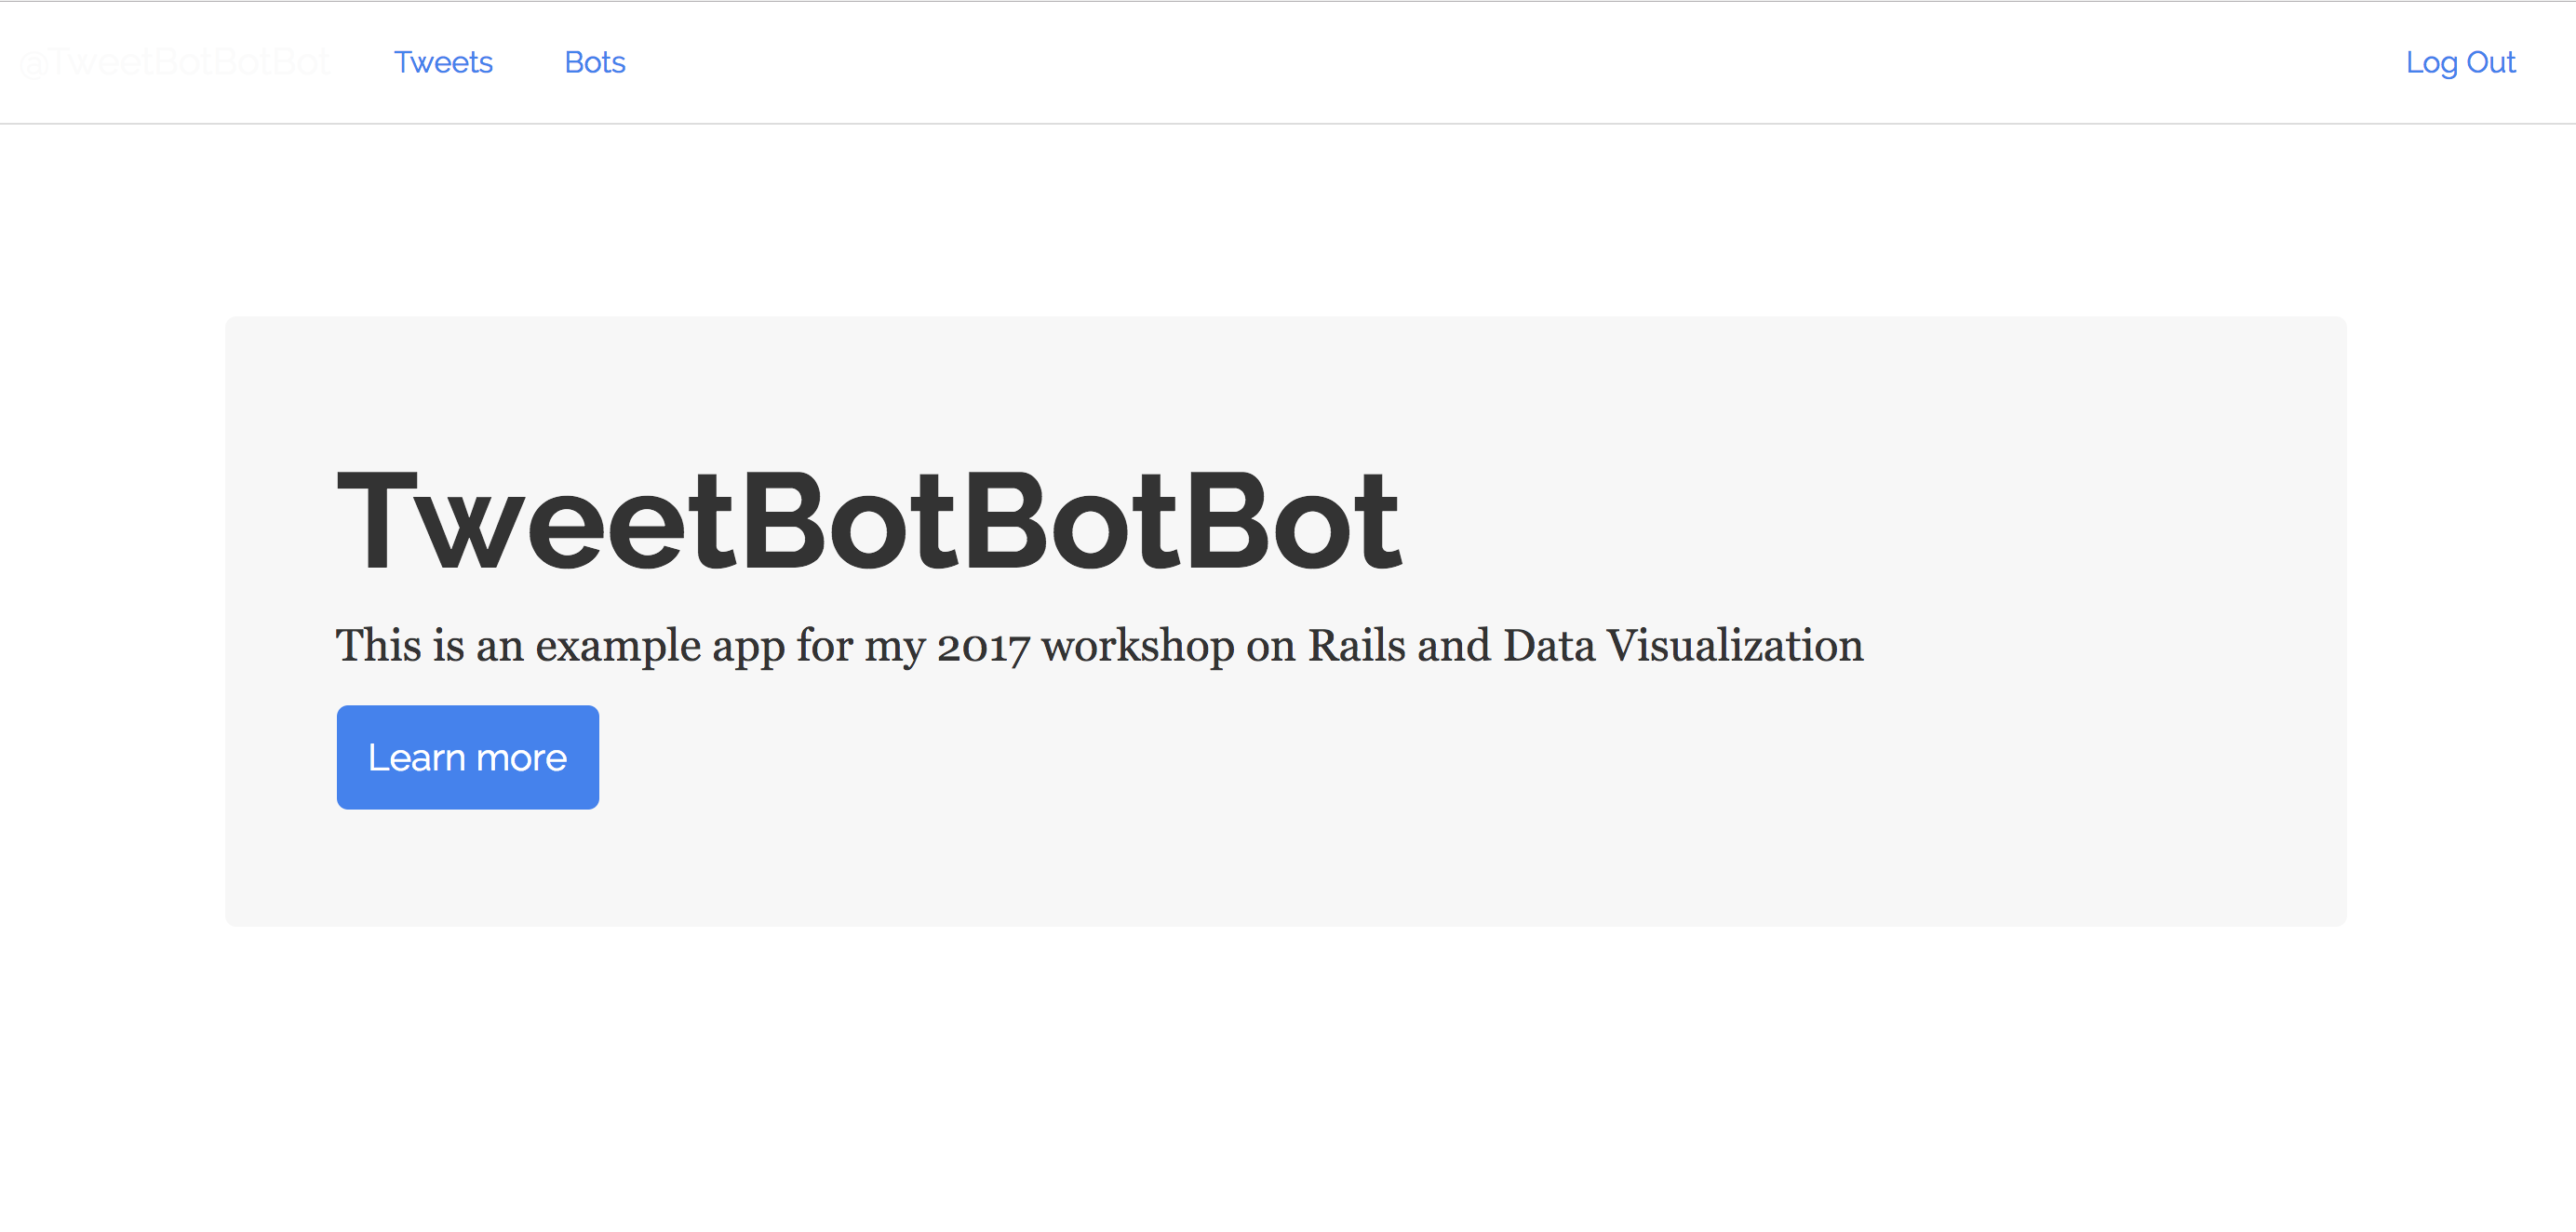 @TweetBotBotBot Tweets Bots Log Out
TweetBotBotBot
This is an example app for my 2017 workshop on Rails and Data Visualization
Learn more